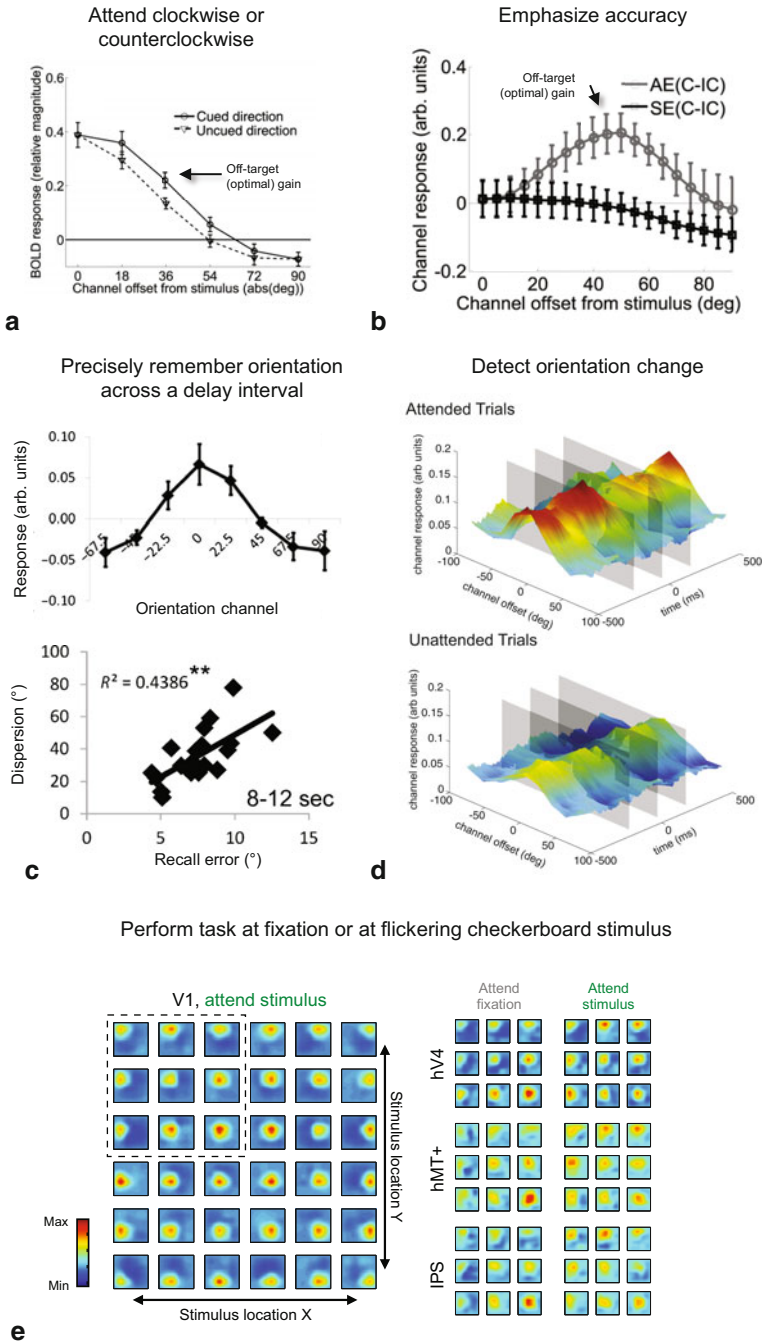 Attend clockwise or
counterclockwise
BOLD response (relative magnitude)
0.6
0.4
0.2
0
Cued direction
Uncued direction
Off-target
(optimal) gain
0 18 36 54 72 90
Channel offset from stimulus (abs(deg))
a
Emphasize accuracy
Channel response (arb. units)
0.4
0.2
0
-0.2
Off-target
(optimal) gain
AE(C-IC)
SE(C-IC)
0 20 40 60 80
Channel offset from stimulus (deg)
b
Precisely remember orientation
across a delay interval
Response (arb. units)
0.10
0.05
0.00
-0.05
-0.10
-67.5 -22.5 0 22.5 45 67.5 90
Orientation channel
Dispersion (°)
100
80
60
40
20
0
R² = 0.4386**
8-12 sec
0 5 10 15
Recall error (°)
c
Detect orientation change
Attended Trials
channel response (arb. units)
0.2
0.15
0.1
0.05
0
-100 -50 0 50 100
channel offset (deg)
-500 0 500
time (ms)
Unattended Trials
channel response (arb. units)
0.2
0.15
0.1
0.05
0
-100 -50 0 50 100
channel offset (deg)
-500 0 500
time (ms)
d
Perform task at fixation or at flickering checkerboard stimulus
V1, attend stimulus
Stimulus location Y
Max
Min
Stimulus location X
Attend
fixation
Attend
stimulus
hV4
hMT+
IPS
e